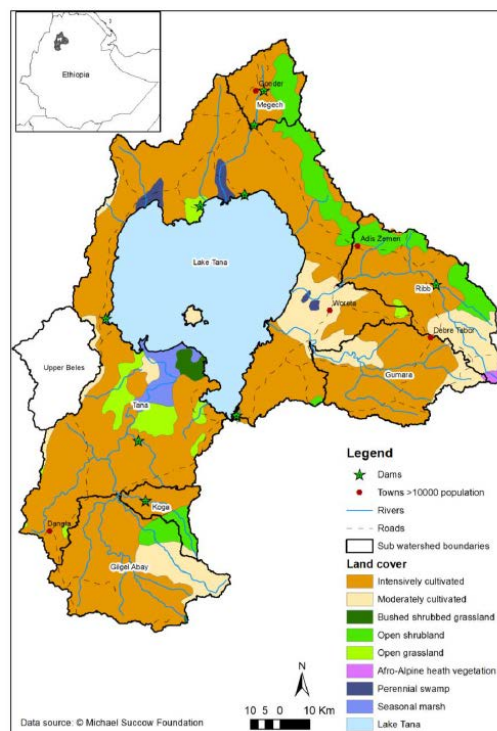 Ethiopia
Gonder
Megech
Adis Zemen
Lake Tana
Ribb
Woreta
Debre Tabor
Gumara
Upper Beles
Tana
Koga
Dangla
Gilgel Abay
Legend
Dams
Towns >10000 population
Rivers
Roads
Sub watershed boundaries
Land cover
Intensively cultivated
Moderately cultivated
Bushed shrubbed grassland
Open shrubland
Open grassland
Afro-Alpine heath vegetation
Perennial swamp
Seasonal marsh
Lake Tana
N
10 5 0 10 Km
Data source: © Michael Succow Foundation